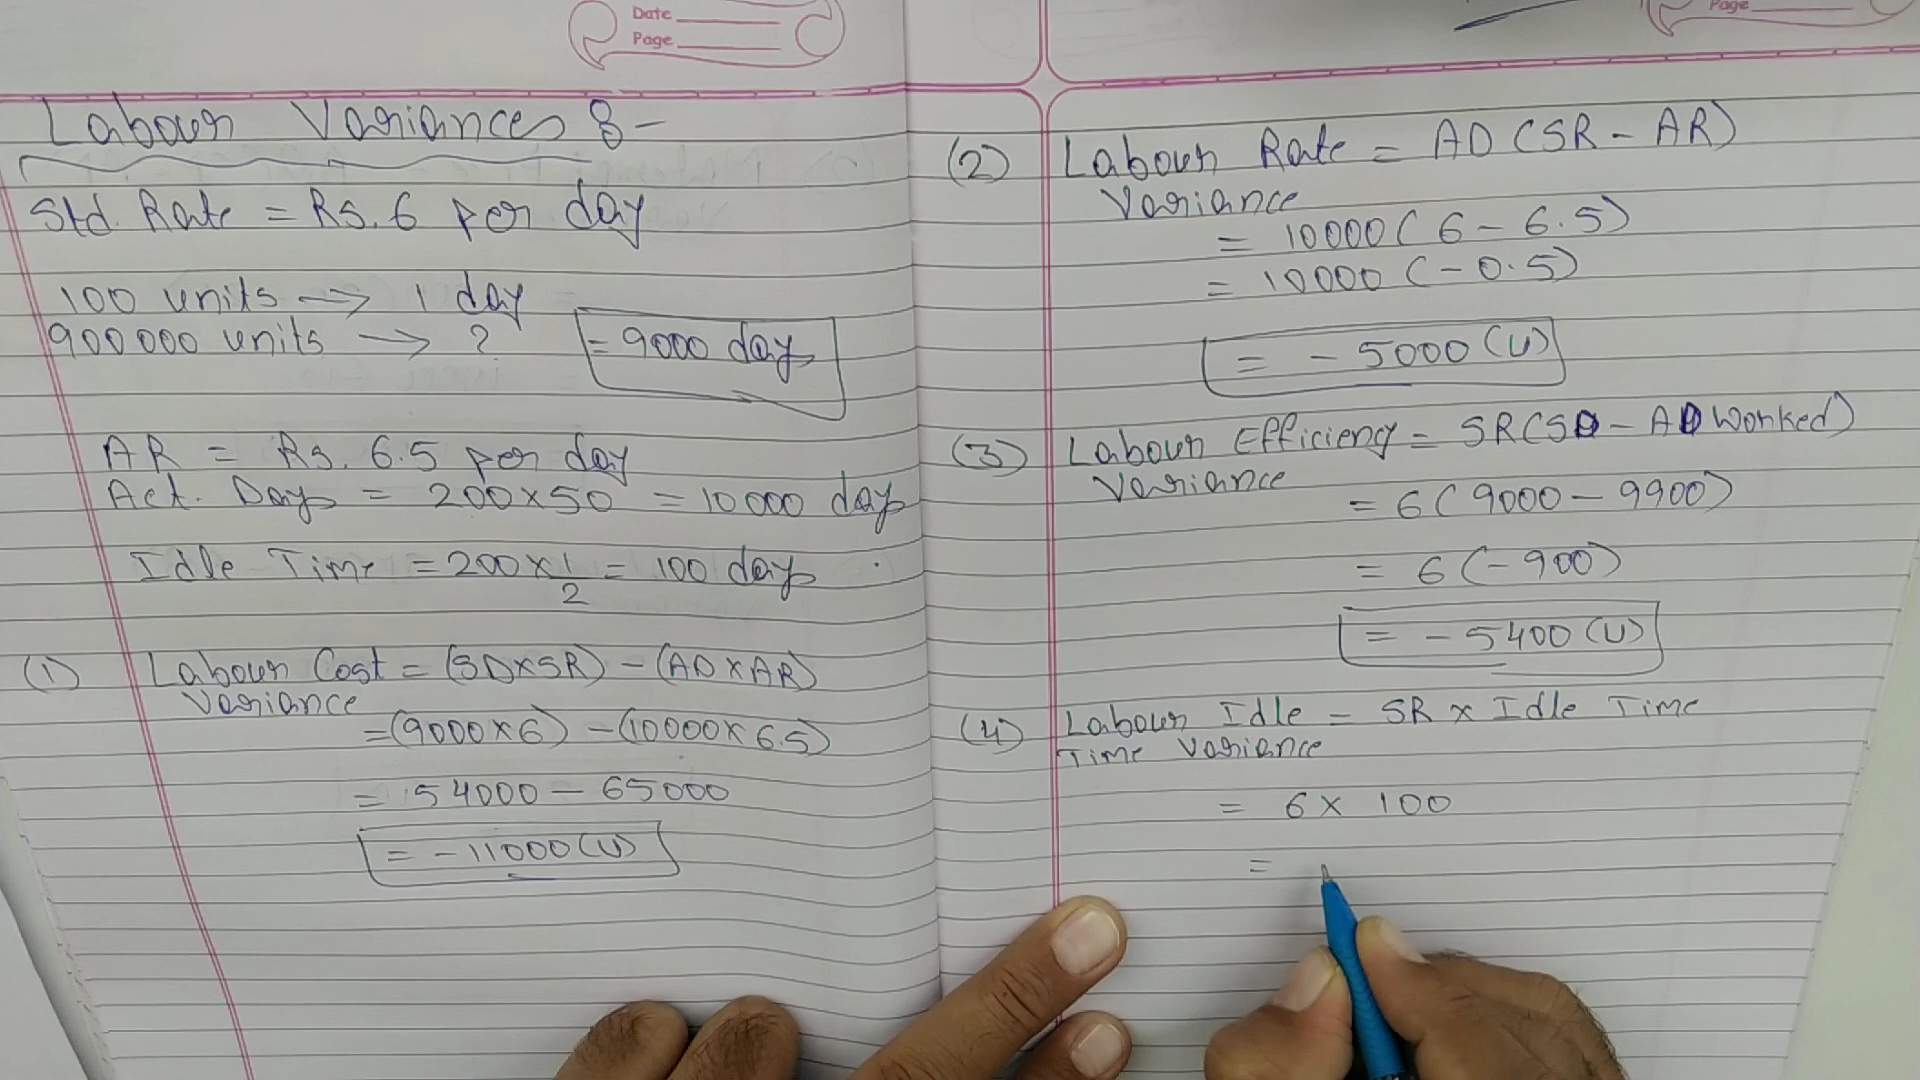 Date
Page
Page
Labour Variances :-
Std. Rate = Rs. 6 per day
100 units → 1 day
900000 units → ? = 9000 days
AR = Rs. 6.5 per day
Act. Days = 200 × 50 = 10000 days
Idle Time = 200 × 1/2 = 100 days
(1) Labour Cost = (SD×SR) - (AD×AR)
Variance
= (9000×6) - (10000×6.5)
= 54000 - 65000
= -11000 (U)
(2) Labour Rate = AD (SR - AR)
Variance
= 10000 (6 - 6.5)
= 10000 (-0.5)
= -5000 (U)
(3) Labour Efficiency = SR(SD - AD Worked)
Variance
= 6 (9000 - 9900)
= 6 (-900)
= -5400 (U)
(4) Labour Idle = SR × Idle Time
Time Variance
= 6 × 100
=